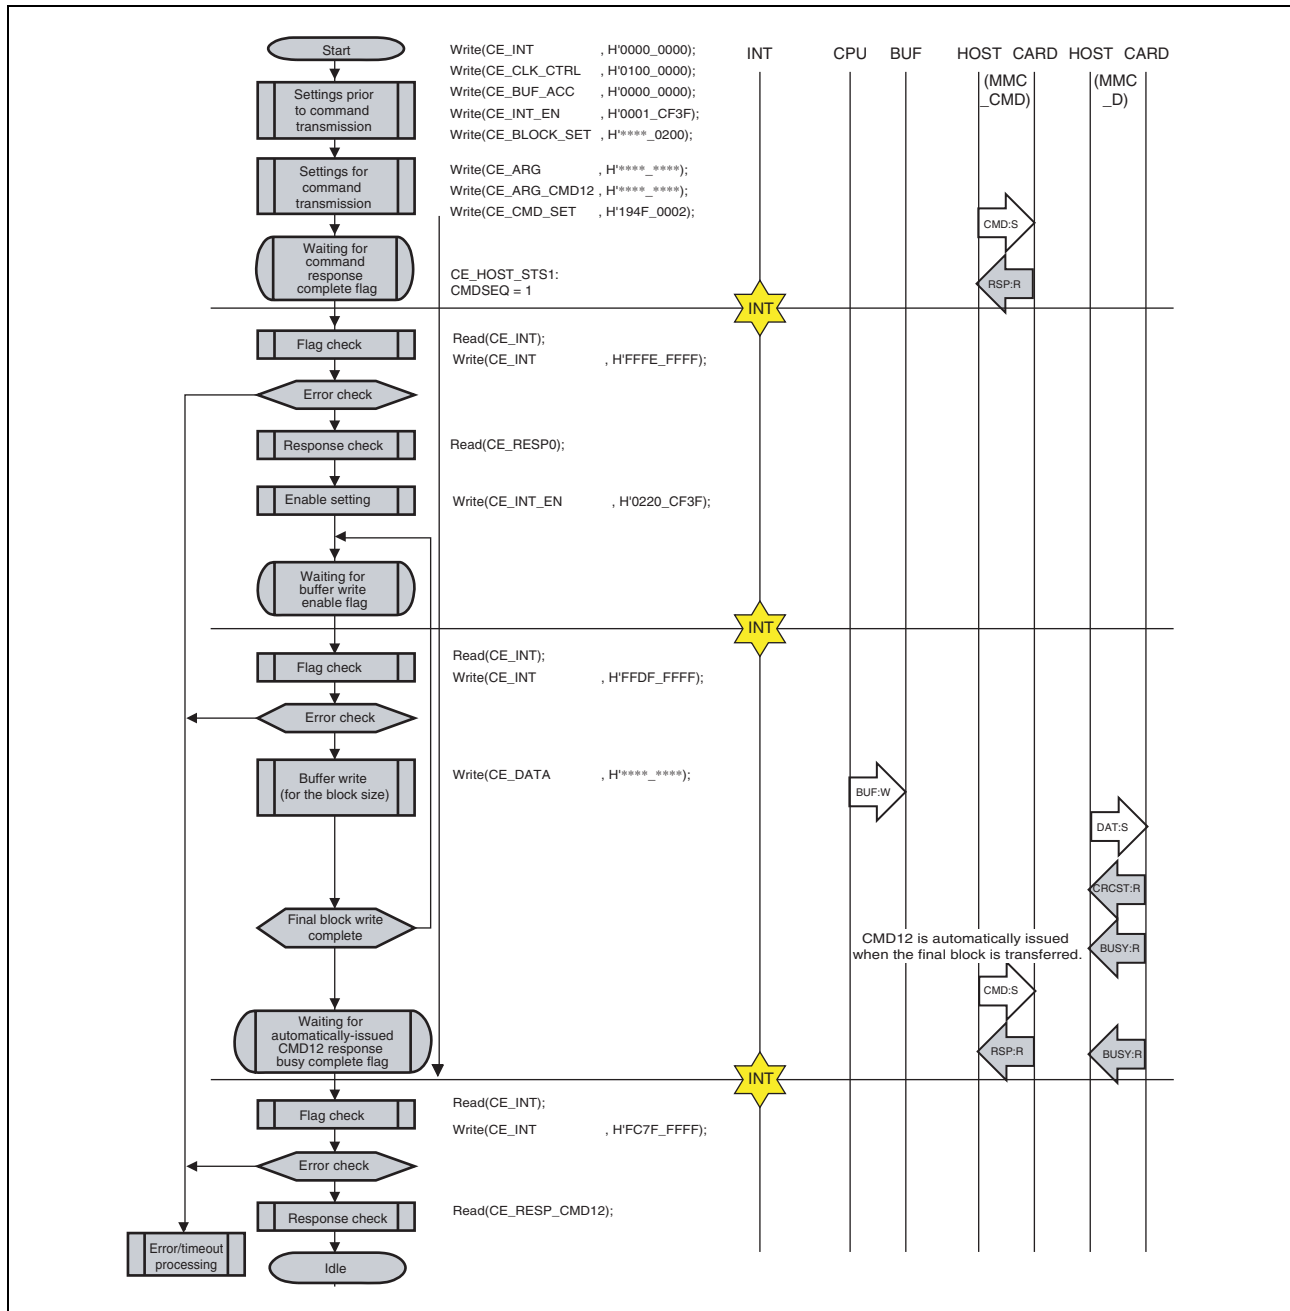 Start
Write(CE_INT , H'0000_0000);
Write(CE_CLK_CTRL , H'0100_0000);
Write(CE_BUF_ACC , H'0000_0000);
Write(CE_INT_EN , H'0001_CF3F);
Write(CE_BLOCK_SET , H'****_0200);
INT
CPU
BUF
HOST
CARD
HOST
CARD
(MMC
_CMD)
(MMC
_D)
Settings prior
to command
transmission
Settings for
command
transmission
Write(CE_ARG , H'****_****);
Write(CE_ARG_CMD12 , H'****_****);
Write(CE_CMD_SET , H'194F_0002);
CMD:S
Waiting for
command
response
complete flag
CE_HOST_STS1:
CMDSEQ = 1
RSP:R
INT
Flag check
Read(CE_INT);
Write(CE_INT , H'FFFE_FFFF);
Error check
Response check
Read(CE_RESP0);
Enable setting
Write(CE_INT_EN , H'0220_CF3F);
Waiting for
buffer write
enable flag
INT
Flag check
Read(CE_INT);
Write(CE_INT , H'FFDF_FFFF);
Error check
Buffer write
(for the block size)
Write(CE_DATA , H'****_****);
BUF:W
DAT:S
CRCST:R
Final block write
complete
CMD12 is automatically issued
when the final block is transferred.
BUSY:R
CMD:S
Waiting for
automatically-issued
CMD12 response
busy complete flag
RSP:R
BUSY:R
INT
Flag check
Read(CE_INT);
Write(CE_INT , H'FC7F_FFFF);
Error check
Response check
Read(CE_RESP_CMD12);
Error/timeout
processing
Idle